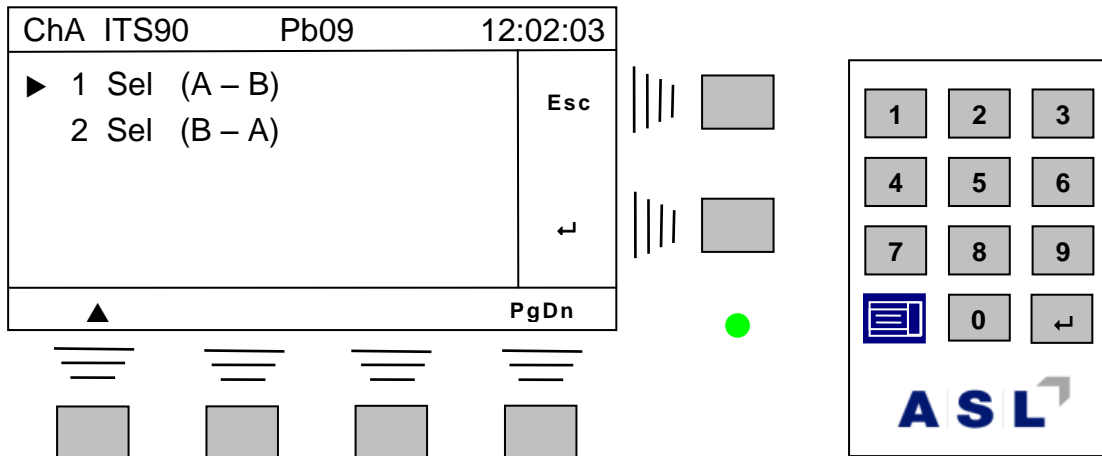 ChA ITS90 Pb09 12:02:03
▶ 1 Sel (A – B)
2 Sel (B – A)
Esc
↵
▲ PgDn
1 2 3
4 5 6
7 8 9
0 ↵
ASL